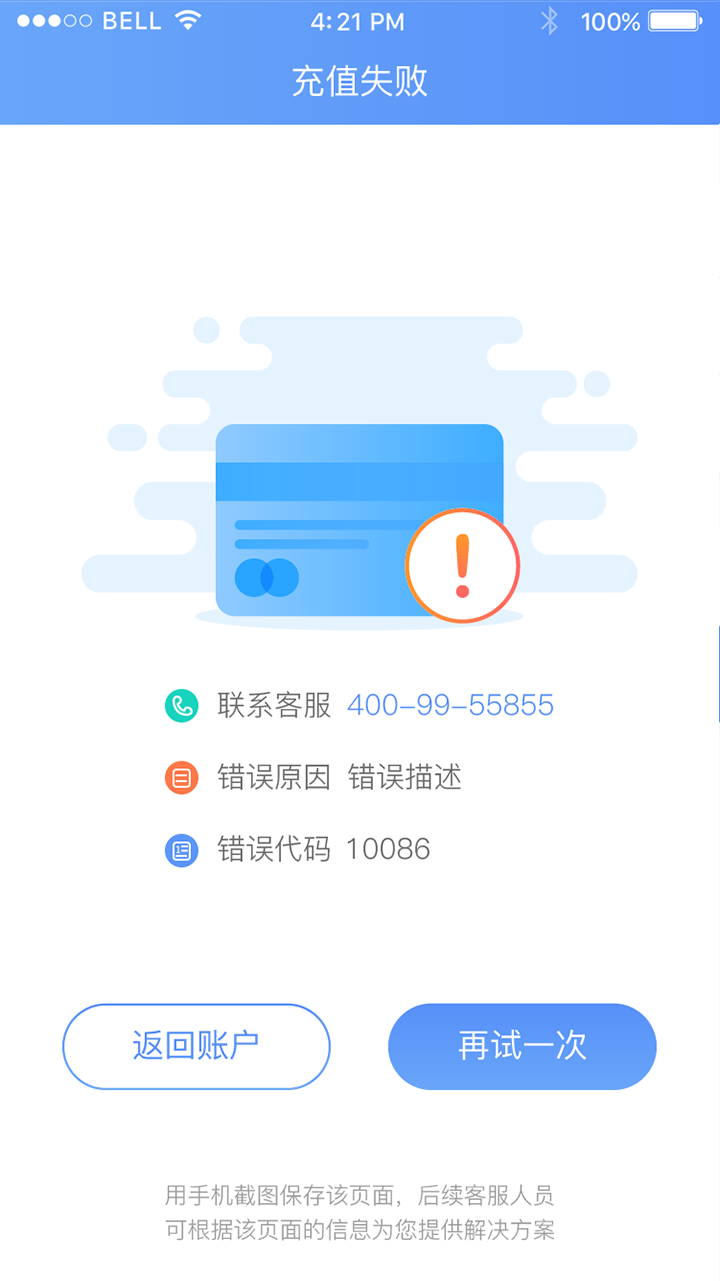 BELL 4:21 PM 100%
充值失败
联系客服 400-99-55855
错误原因 错误描述
错误代码 10086
返回账户 再试一次
用手机截图保存该页面，后续客服人员
可根据该页面的信息为您提供解决方案